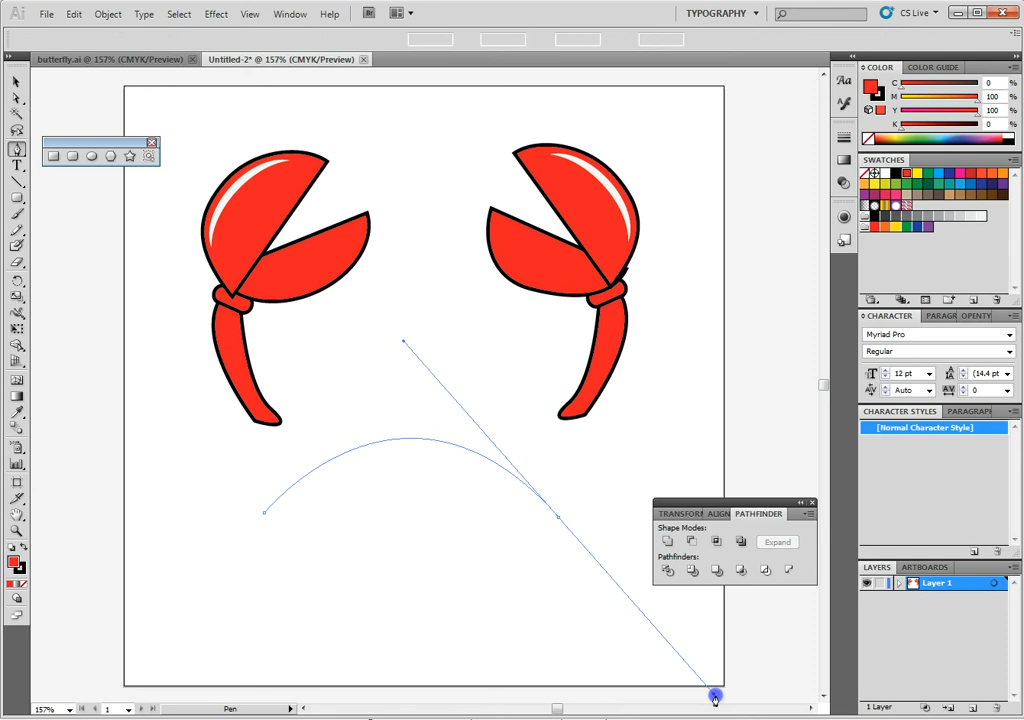 Ai File Edit Object Type Select Effect View Window Help Br TYPOGRAPHY CS Live
butterfly.ai @ 157% (CMYK/Preview) Untitled-2* @ 157% (CMYK/Preview)
COLOR COLOR GUIDE
C 0 %
M 100 %
Y 100 %
K 0 %
SWATCHES
CHARACTER PARAGR OPENTY
Myriad Pro
Regular
12 pt (14.4 pt
Auto 0
CHARACTER STYLES PARAGRAPH
[Normal Character Style]
TRANSFORM ALIGN PATHFINDER
Shape Modes:
Expand
Pathfinders:
LAYERS ARTBOARDS
Layer 1
1 Layer
157% 1 Pen